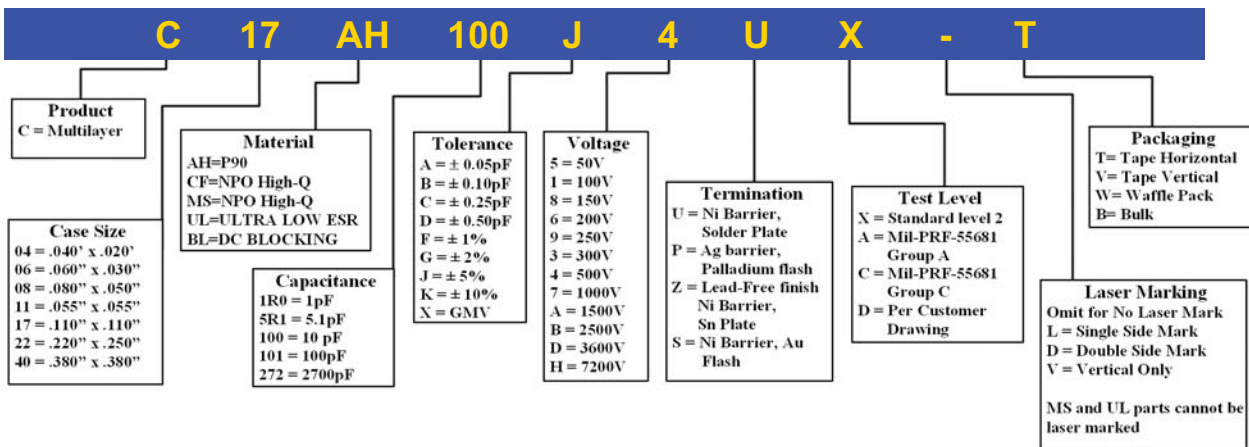 C 17 AH 100 J 4 U X - T
Product
C = Multilayer
Case Size
04 = .040' x .020'
06 = .060" x .030"
08 = .080" x .050"
11 = .055" x .055"
17 = .110" x .110"
22 = .220" x .250"
40 = .380" x .380"
Material
AH=P90
CF=NPO High-Q
MS=NPO High-Q
UL=ULTRA LOW ESR
BL=DC BLOCKING
Capacitance
1R0 = 1pF
5R1 = 5.1pF
100 = 10 pF
101 = 100pF
272 = 2700pF
Tolerance
A = ± 0.05pF
B = ± 0.10pF
C = ± 0.25pF
D = ± 0.50pF
F = ± 1%
G = ± 2%
J = ± 5%
K = ± 10%
X = GMV
Voltage
5 = 50V
1 = 100V
8 = 150V
6 = 200V
9 = 250V
3 = 300V
4 = 500V
7 = 1000V
A = 1500V
B = 2500V
D = 3600V
H = 7200V
Termination
U = Ni Barrier,
Solder Plate
P = Ag barrier,
Palladium flash
Z = Lead-Free finish
Ni Barrier,
Sn Plate
S = Ni Barrier, Au
Flash
Test Level
X = Standard level 2
A = Mil-PRF-55681
Group A
C = Mil-PRF-55681
Group C
D = Per Customer
Drawing
Laser Marking
Omit for No Laser Mark
L = Single Side Mark
D = Double Side Mark
V = Vertical Only
MS and UL parts cannot be
laser marked
Packaging
T= Tape Horizontal
V= Tape Vertical
W= Waffle Pack
B= Bulk